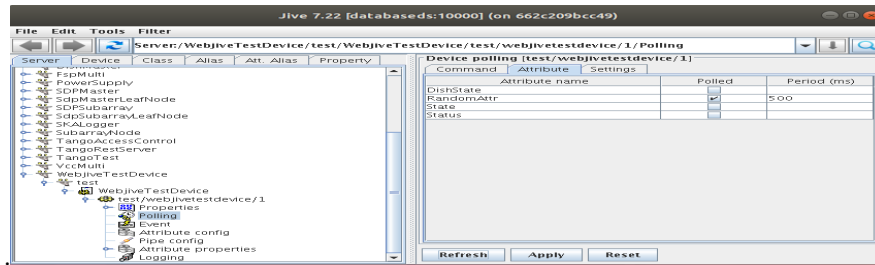 Jive 7.22 [databaseds:10000] (on 662c209bcc49)
File Edit Tools Filter
Server:/WebjiveTestDevice/test/WebjiveTestDevice/test/webjivetestdevice/1/Polling
Server Device Class Alias Att. Alias Property
FspMulti
PowerSupply
SDPMaster
SdpMasterLeafNode
SDPSubarray
SdpSubarrayLeafNode
SKALogger
SubarrayNode
TangoAccessControl
TangoRestServer
TangoTest
VccMulti
WebjiveTestDevice
test
WebjiveTestDevice
test/webjivetestdevice/1
Properties
Polling
Event
Attribute config
Pipe config
Attribute properties
Logging
Device polling [test/webjivetestdevice/1]
Command Attribute Settings
Attribute name Polled Period (ms)
DishState
RandomAttr 500
State
Status
Refresh Apply Reset